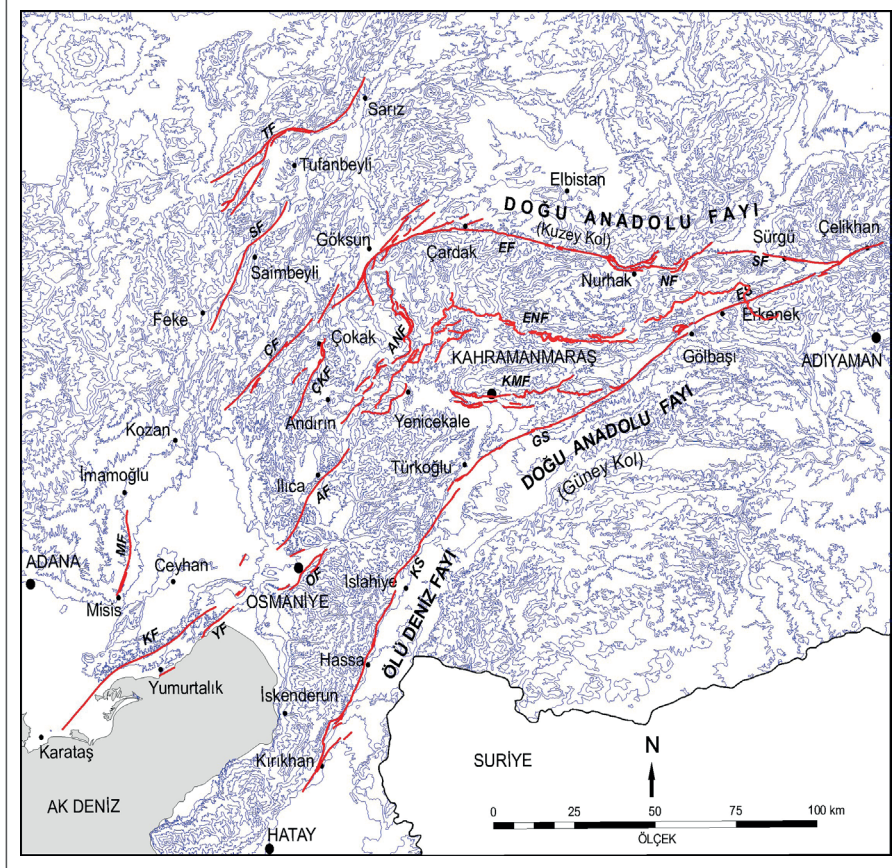 Sarız
TF
Tufanbeyli
Elbistan
DOĞU ANADOLU FAYI
(Kuzey Kol)
SF
Göksun
Çardak
EF
Sürgü
Çelikhan
Saimbeyli
Nurhak
NF
SF
ES
Feke
Erkenek
ENF
ÇF
Çokak
ANF
KAHRAMANMARAŞ
Gölbaşı
ADIYAMAN
ÇKF
KMF
Andırın
Yenicekale
Kozan
GS
DOĞU ANADOLU FAYI
(Güney Kol)
İmamoğlu
Ilıca
AF
Türkoğlu
MF
ADANA
Ceyhan
OF
OSMANİYE
İslahiye
KS
ÖLÜ DENİZ FAYI
Misis
KF
YF
Hassa
Yumurtalık
İskenderun
Karataş
Kırıkhan
SURİYE
N
AK DENİZ
HATAY
0 25 50 75 100 km
ÖLÇEK